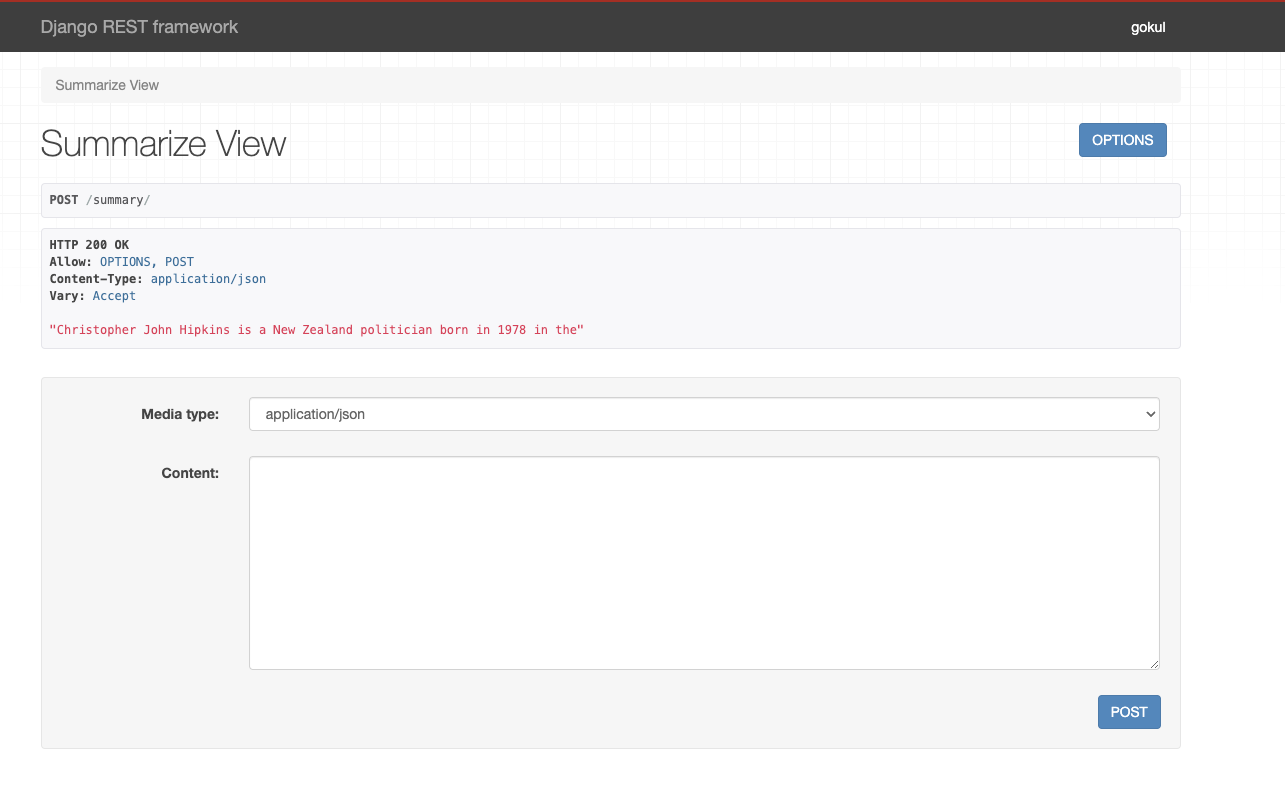 Django REST framework
gokul
Summarize View
Summarize View
OPTIONS
POST /summary/
HTTP 200 OK
Allow: OPTIONS, POST
Content-Type: application/json
Vary: Accept
"Christopher John Hipkins is a New Zealand politician born in 1978 in the"
Media type:
application/json
Content:
POST